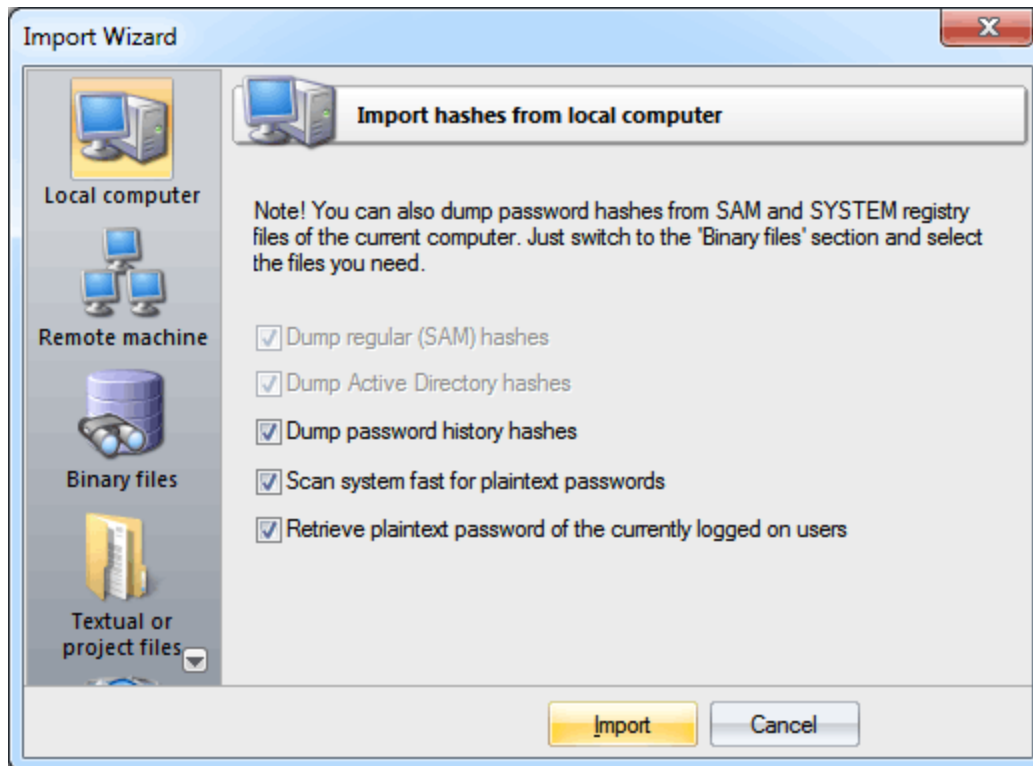 Import Wizard
Local computer
Remote machine
Binary files
Textual or
project files
Import hashes from local computer
Note! You can also dump password hashes from SAM and SYSTEM registry
files of the current computer. Just switch to the 'Binary files' section and select
the files you need.
Dump regular (SAM) hashes
Dump Active Directory hashes
Dump password history hashes
Scan system fast for plaintext passwords
Retrieve plaintext password of the currently logged on users
Import
Cancel